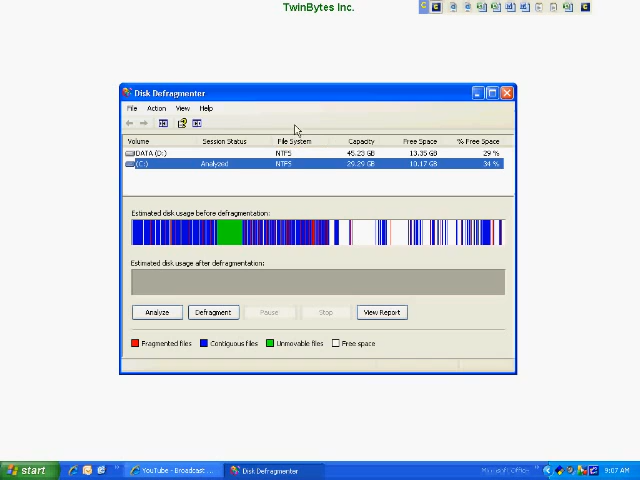 TwinBytes Inc.
Disk Defragmenter
File Action View Help
Volume Session Status File System Capacity Free Space % Free Space
DATA (D:) NTFS 45.23 GB 13.35 GB 29 %
(C:) Analyzed NTFS 29.29 GB 10.17 GB 34 %
Estimated disk usage before defragmentation:
Estimated disk usage after defragmentation:
Analyze Defragment Pause Stop View Report
Fragmented files Contiguous files Unmovable files Free space
start YouTube - Broadcast ... Disk Defragmenter Microsoft Office 9:07 AM